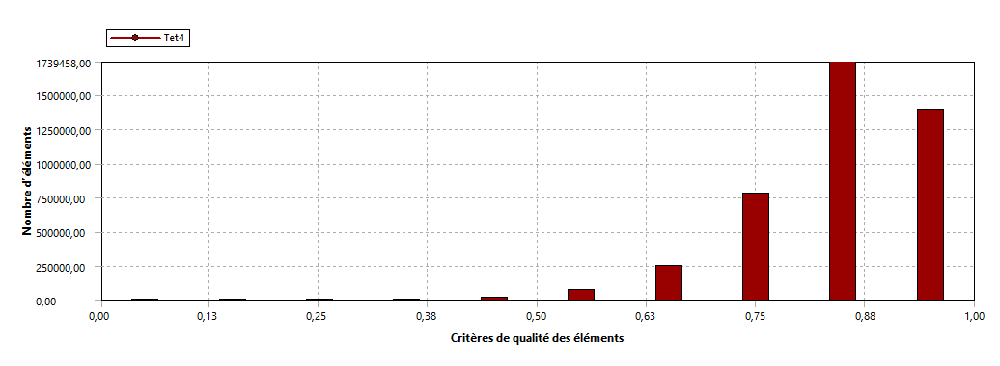 Tet4
1739458,00
1500000,00
1250000,00
1000000,00
750000,00
500000,00
250000,00
0,00
Nombre d'éléments
0,00 0,13 0,25 0,38 0,50 0,63 0,75 0,88 1,00
Critères de qualité des éléments